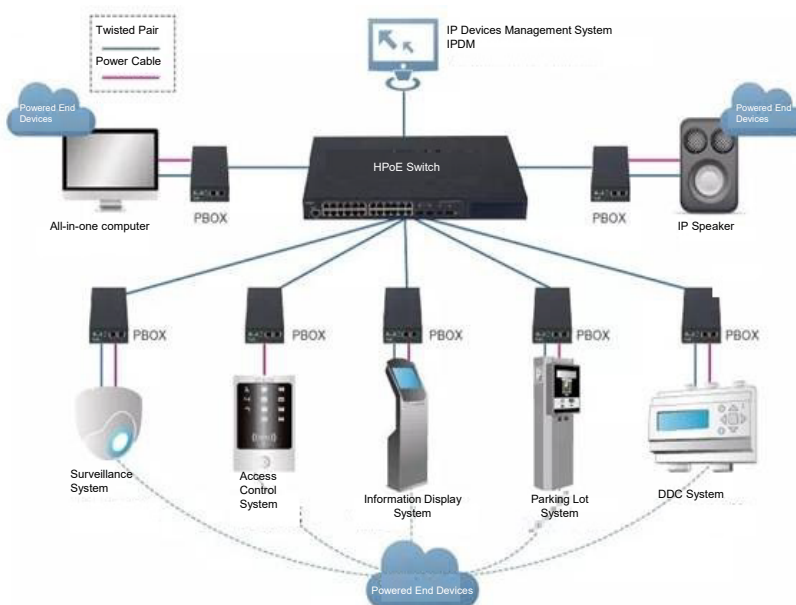 Twisted Pair
Power Cable
IP Devices Management System
IPDM
Powered End
Devices
Powered End
Devices
HPoE Switch
All-in-one computer
PBOX
PBOX
IP Speaker
PBOX
PBOX
PBOX
PBOX
PBOX
Surveillance
System
Access
Control
System
Information Display
System
Parking Lot
System
DDC System
Powered End Devices